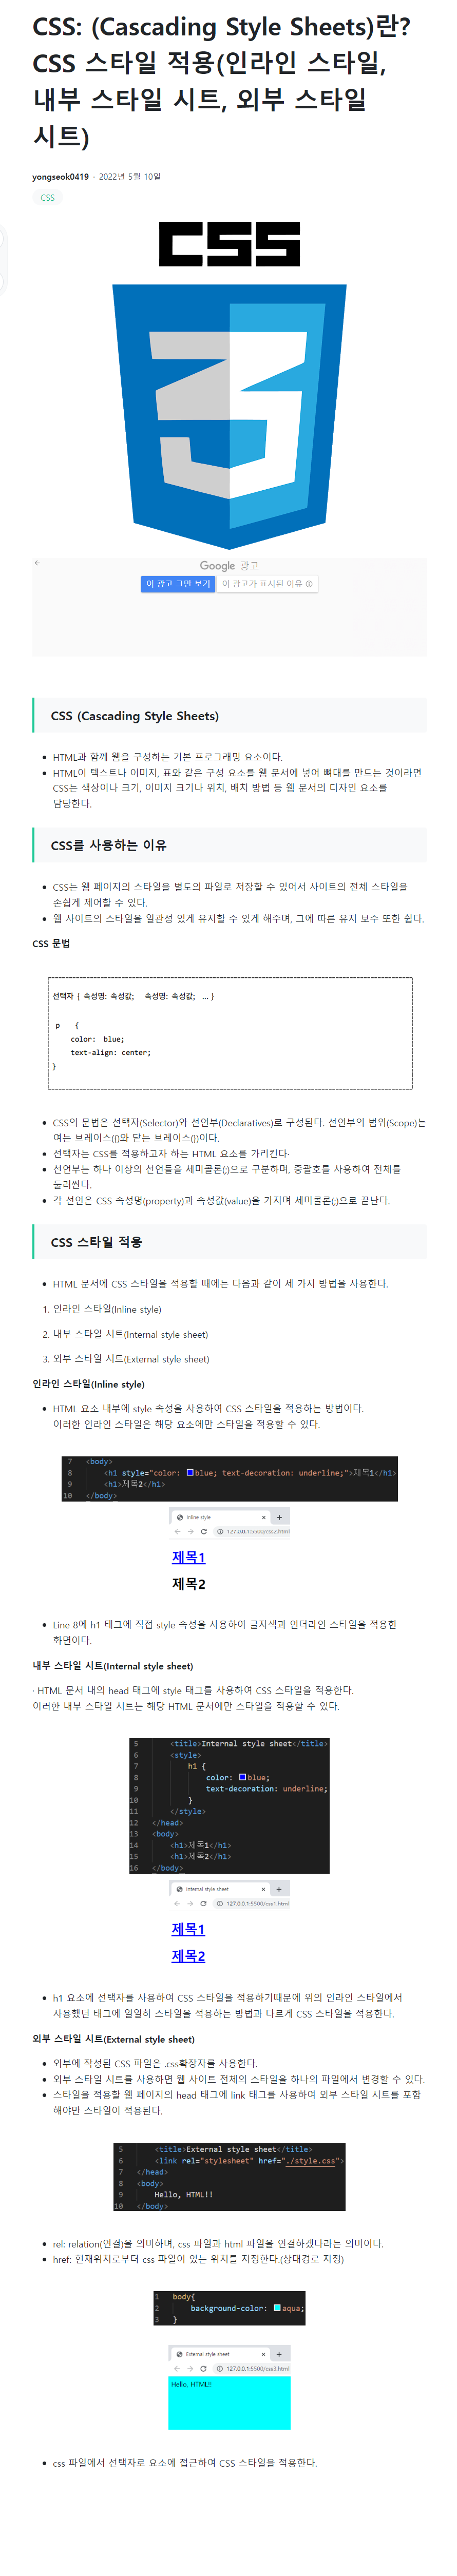 CSS: (Cascading Style Sheets)란?
CSS 스타일 적용(인라인 스타일,
내부 스타일 시트, 외부 스타일
시트)
yongseok0419 · 2022년 5월 10일
CSS
CSS
3
Google 광고
이 광고 그만 보기 이 광고가 표시된 이유
CSS (Cascading Style Sheets)
• HTML과 함께 웹을 구성하는 기본 프로그래밍 요소이다.
• HTML이 텍스트나 이미지, 표와 같은 구성 요소를 웹 문서에 넣어 뼈대를 만드는 것이라면
CSS는 색상이나 크기, 이미지 크기나 위치, 배치 방법 등 웹 문서의 디자인 요소를
담당한다.
CSS를 사용하는 이유
• CSS는 웹 페이지의 스타일을 별도의 파일로 저장할 수 있어서 사이트의 전체 스타일을
손쉽게 제어할 수 있다.
• 웹 사이트의 스타일을 일관성 있게 유지할 수 있게 해주며, 그에 따른 유지 보수 또한 쉽다.
CSS 문법
선택자 { 속성명: 속성값; 속성명: 속성값; ... }
p {
color: blue;
text-align: center;
}
• CSS의 문법은 선택자(Selector)와 선언부(Declaratives)로 구성된다. 선언부의 범위(Scope)는
여는 브레이스({)와 닫는 브레이스(})이다.
• 선택자는 CSS를 적용하고자 하는 HTML 요소를 가리킨다·
• 선언부는 하나 이상의 선언들을 세미콜론(;)으로 구분하며, 중괄호를 사용하여 전체를
둘러싼다.
• 각 선언은 CSS 속성명(property)과 속성값(value)을 가지며 세미콜론(;)으로 끝난다.
CSS 스타일 적용
• HTML 문서에 CSS 스타일을 적용할 때에는 다음과 같이 세 가지 방법을 사용한다.
1. 인라인 스타일(Inline style)
2. 내부 스타일 시트(Internal style sheet)
3. 외부 스타일 시트(External style sheet)
인라인 스타일(Inline style)
• HTML 요소 내부에 style 속성을 사용하여 CSS 스타일을 적용하는 방법이다.
이러한 인라인 스타일은 해당 요소에만 스타일을 적용할 수 있다.
7 <body>
8 <h1 style="color: blue; text-decoration: underline;">제목1</h1>
9 <h1>제목2</h1>
10 </body>
Inline style × +
127.0.0.1:5500/css2.html
제목1
제목2
• Line 8에 h1 태그에 직접 style 속성을 사용하여 글자색과 언더라인 스타일을 적용한
화면이다.
내부 스타일 시트(Internal style sheet)
· HTML 문서 내의 head 태그에 style 태그를 사용하여 CSS 스타일을 적용한다.
이러한 내부 스타일 시트는 해당 HTML 문서에만 스타일을 적용할 수 있다.
5 <title>Internal style sheet</title>
6 <style>
7 h1 {
8 color: blue;
9 text-decoration: underline;
10 }
11 </style>
12 </head>
13 <body>
14 <h1>제목1</h1>
15 <h1>제목2</h1>
16 </body>
Internal style sheet × +
127.0.0.1:5500/css1.html
제목1
제목2
• h1 요소에 선택자를 사용하여 CSS 스타일을 적용하기때문에 위의 인라인 스타일에서
사용했던 태그에 일일히 스타일을 적용하는 방법과 다르게 CSS 스타일을 적용한다.
외부 스타일 시트(External style sheet)
• 외부에 작성된 CSS 파일은 .css확장자를 사용한다.
• 외부 스타일 시트를 사용하면 웹 사이트 전체의 스타일을 하나의 파일에서 변경할 수 있다.
• 스타일을 적용할 웹 페이지의 head 태그에 link 태그를 사용하여 외부 스타일 시트를 포함
해야만 스타일이 적용된다.
5 <title>External style sheet</title>
6 <link rel="stylesheet" href="./style.css">
7 </head>
8 <body>
9 Hello, HTML!!
10 </body>
• rel: relation(연결)을 의미하며, css 파일과 html 파일을 연결하겠다라는 의미이다.
• href: 현재위치로부터 css 파일이 있는 위치를 지정한다.(상대경로 지정)
1 body{
2 background-color: aqua;
3 }
External style sheet × +
127.0.0.1:5500/css3.html
Hello, HTML!!
• css 파일에서 선택자로 요소에 접근하여 CSS 스타일을 적용한다.